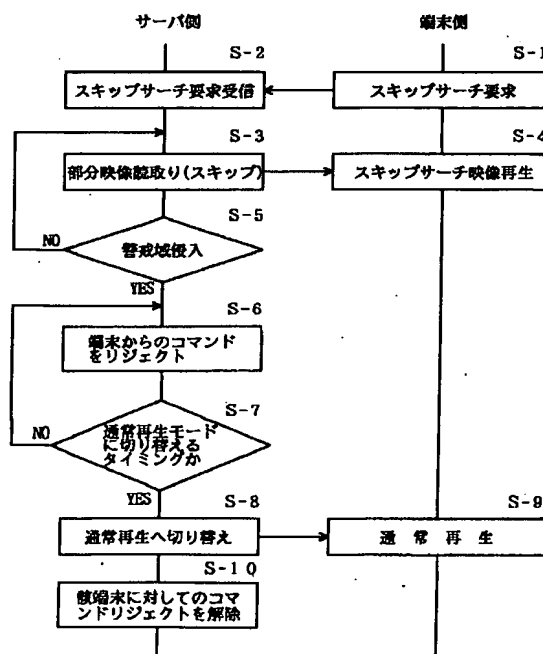 サーバ側
端末側
S-2
S-1
スキップサーチ要求受信
スキップサーチ要求
S-3
S-4
部分映像読取り(スキップ)
スキップサーチ映像再生
S-5
NO
警戒域侵入
YES
S-6
端末からのコマンド
をリジェクト
S-7
NO
通常再生モード
に切り替える
タイミングか
YES
S-8
S-9
通常再生へ切り替え
通常再生
S-10
該端末に対してのコマ
ンドリジェクトを解除